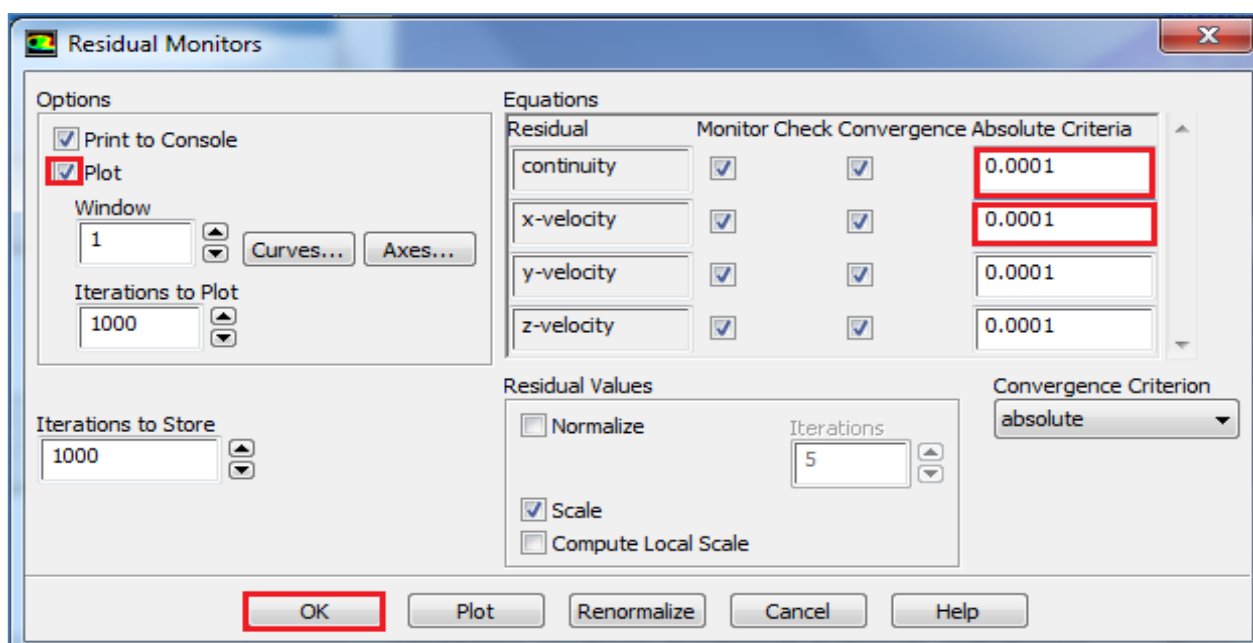 Residual Monitors
Options
Print to Console
Plot
Window
1
Curves...
Axes...
Iterations to Plot
1000
Iterations to Store
1000
Equations
Residual Monitor Check Convergence Absolute Criteria
continuity 0.0001
x-velocity 0.0001
y-velocity 0.0001
z-velocity 0.0001
Residual Values
Normalize
Iterations
5
Scale
Compute Local Scale
Convergence Criterion
absolute
OK Plot Renormalize Cancel Help